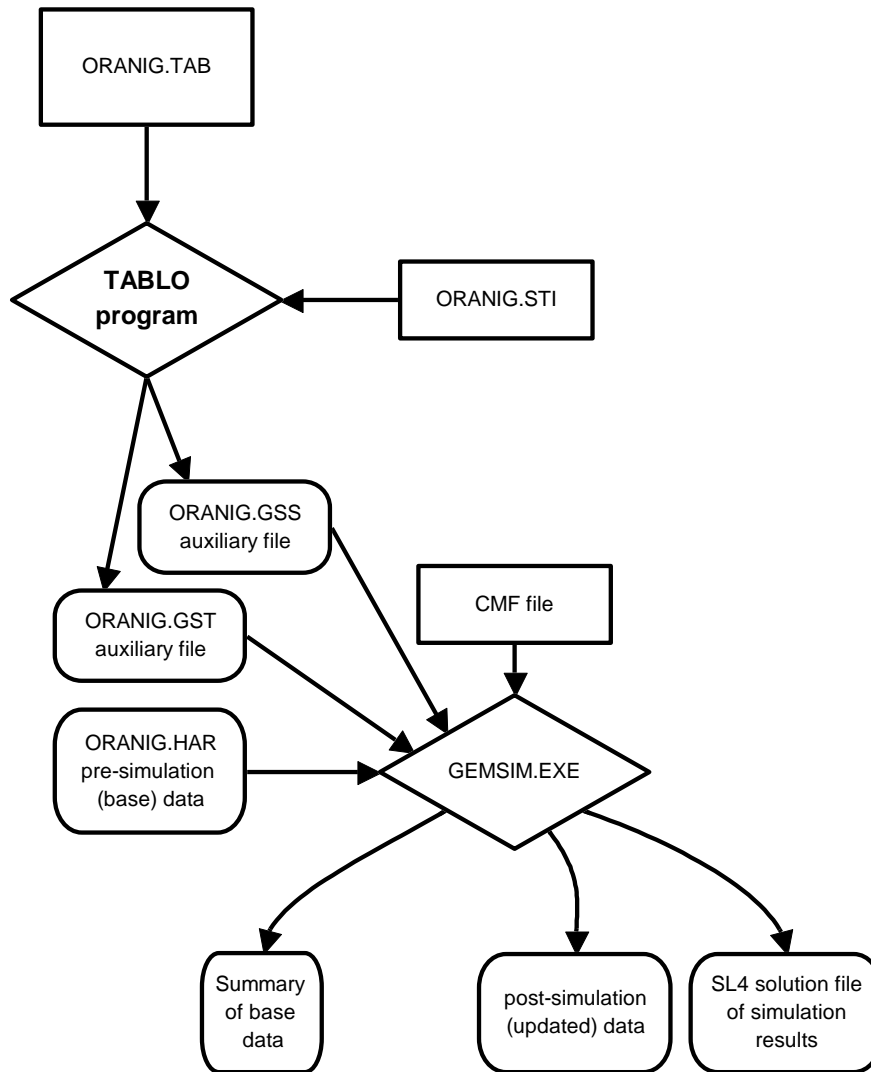 ORANIG.TAB
TABLO
program
ORANIG.STI
ORANIG.GSS
auxiliary file
CMF file
ORANIG.GST
auxiliary file
ORANIG.HAR
pre-simulation
(base) data
GEMSIM.EXE
Summary
of base
data
post-simulation
(updated) data
SL4 solution file
of simulation
results